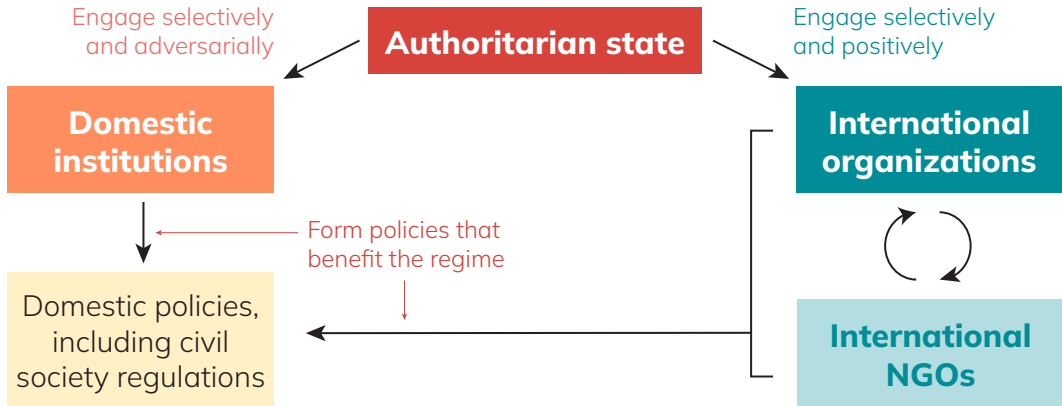 Engage selectively
and adversarially
Authoritarian state
Engage selectively
and positively
Domestic
institutions
International
organizations
Form policies that
benefit the regime
Domestic policies,
including civil
society regulations
International
NGOs